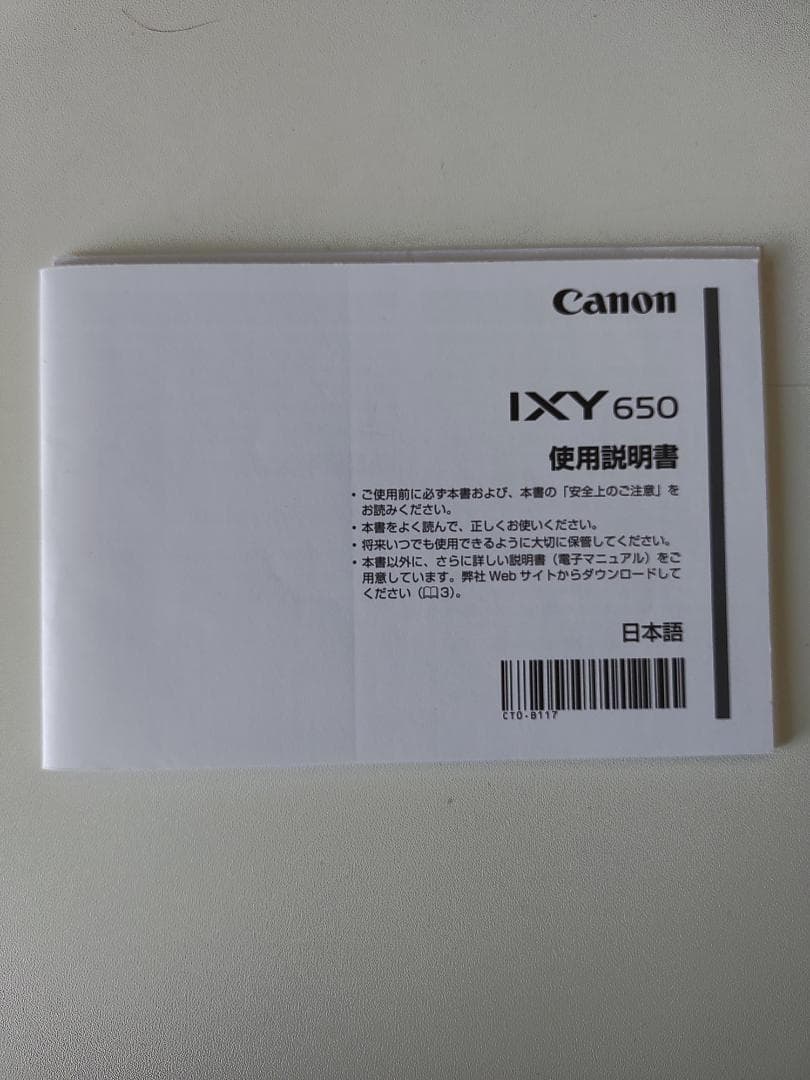 Canon
IXY 650
使用説明書
・ご使用前に必ず本書および、本書の「安全上のご注意」を
お読みください。
・本書をよく読んで、正しくお使いください。
・将来いつでも使用できるように大切に保管してください。
・本書以外に、さらに詳しい説明書（電子マニュアル）をご
用意しています。弊社 Web サイトからダウンロードして
ください（📖3）。
日本語
CT0-B117